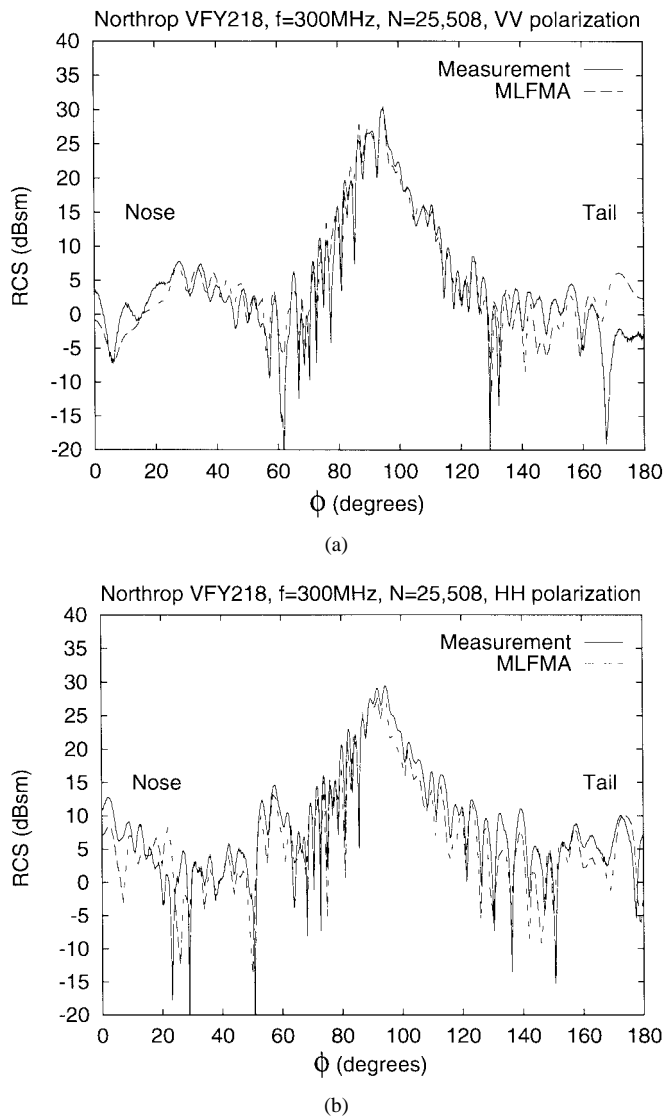 Northrop VFY218, f=300MHz, N=25,508, VV polarization
40
35
30
25
20
15
10
5
0
-5
-10
-15
-20
RCS (dBsm)
Measurement
MLFMA
Nose
Tail
0 20 40 60 80 100 120 140 160 180
ϕ (degrees)
(a)
Northrop VFY218, f=300MHz, N=25,508, HH polarization
40
35
30
25
20
15
10
5
0
-5
-10
-15
-20
RCS (dBsm)
Measurement
MLFMA
Nose
Tail
0 20 40 60 80 100 120 140 160 180
ϕ (degrees)
(b)